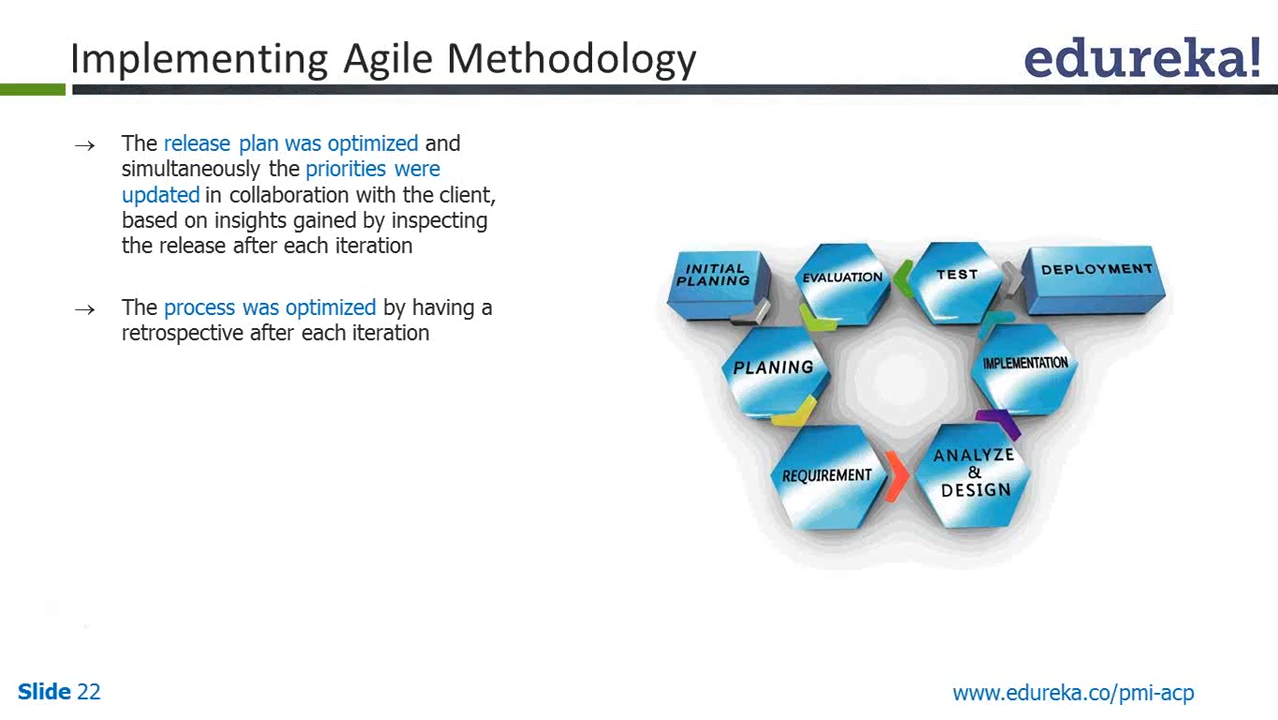 Implementing Agile Methodology
edureka!
→ The release plan was optimized and
simultaneously the priorities were
updated in collaboration with the client,
based on insights gained by inspecting
the release after each iteration
→ The process was optimized by having a
retrospective after each iteration
INITIAL
PLANING
EVALUATION
TEST
DEPLOYMENT
PLANING
IMPLEMENTATION
REQUIREMENT
ANALYZE
&
DESIGN
Slide 22
www.edureka.co/pmi-acp